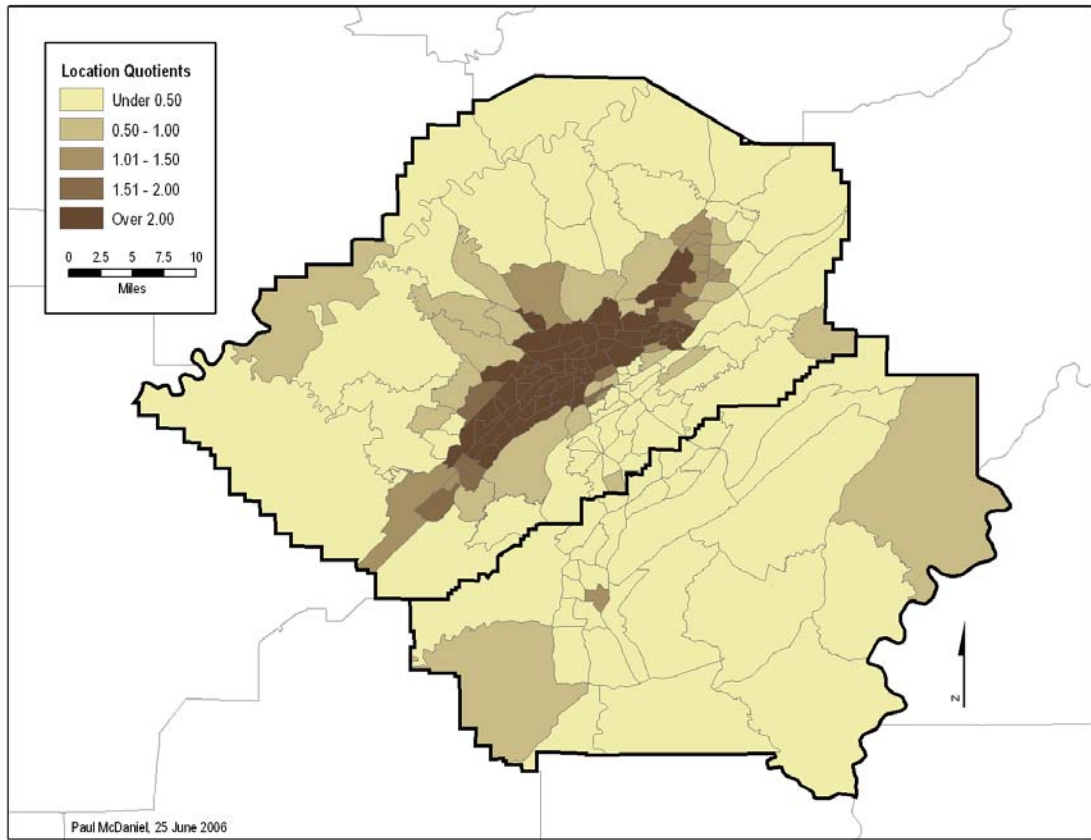 Location Quotients
Under 0.50
0.50 - 1.00
1.01 - 1.50
1.51 - 2.00
Over 2.00
0 2.5 5 7.5 10
Miles
N
Paul McDaniel, 25 June 2006